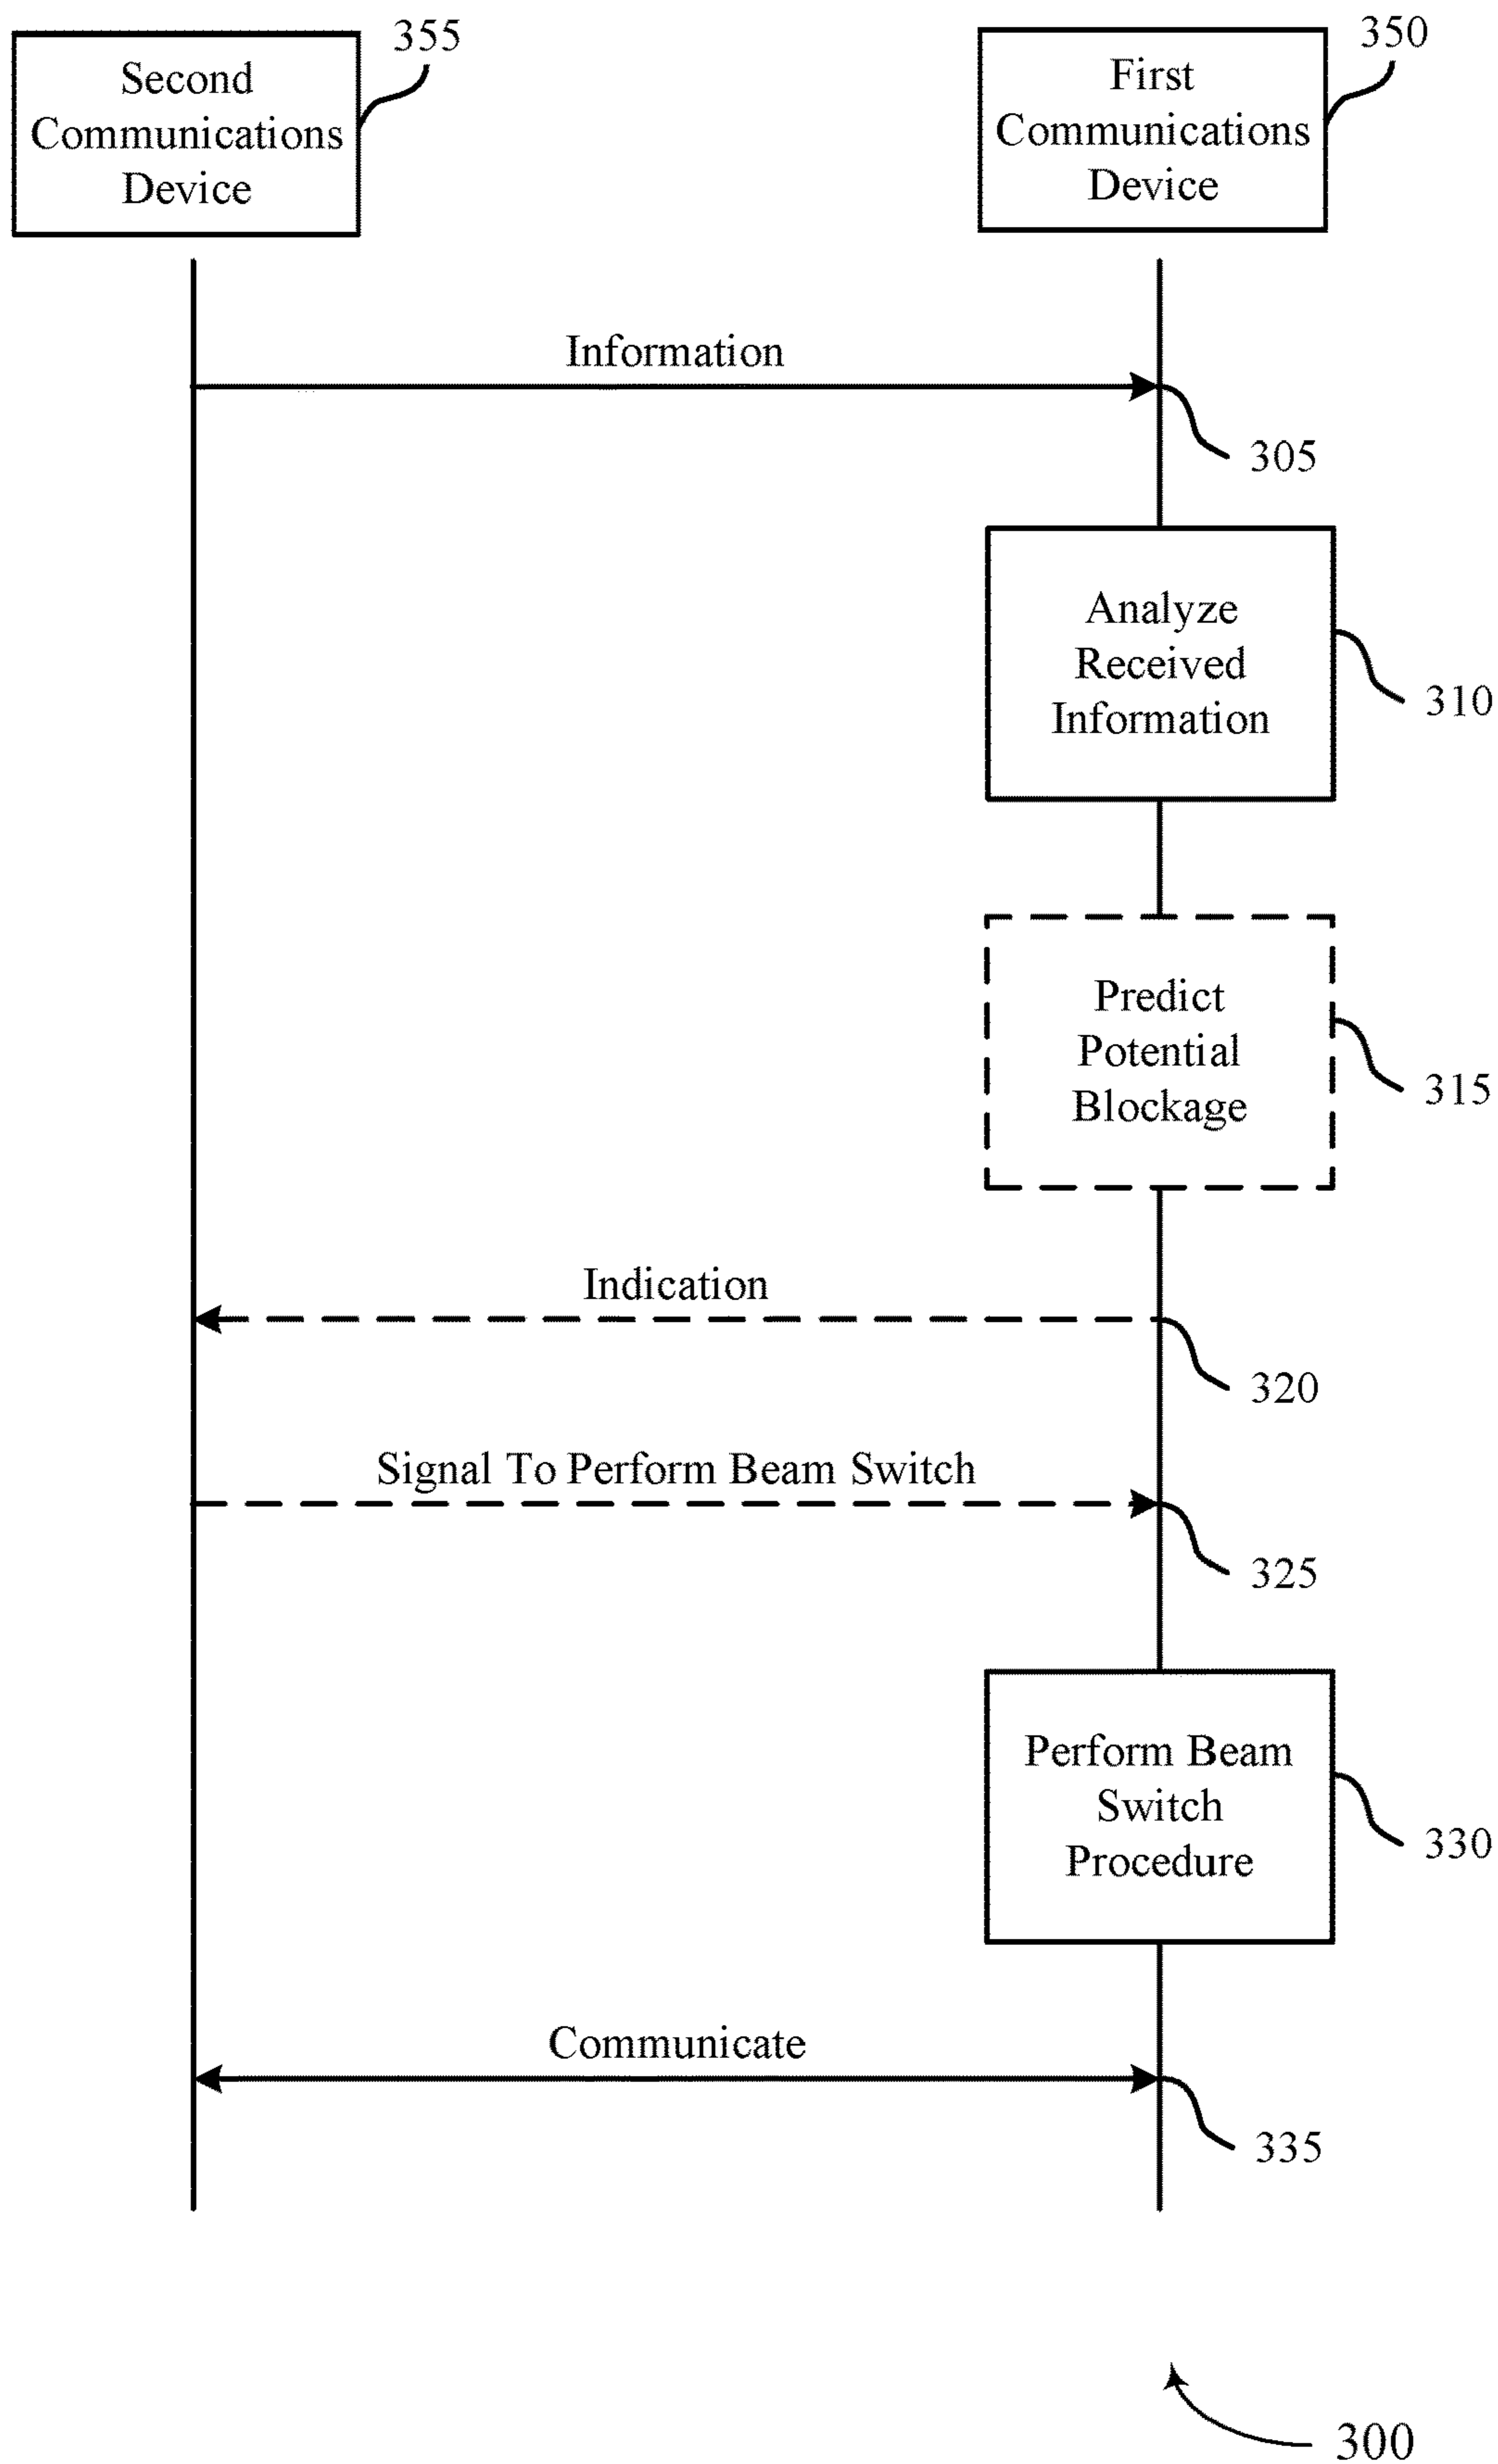 355
Second
Communications
Device
350
First
Communications
Device
Information
305
Analyze
Received
Information
310
Predict
Potential
Blockage
315
Indication
320
Signal To Perform Beam Switch
325
Perform Beam
Switch
Procedure
330
Communicate
335
300